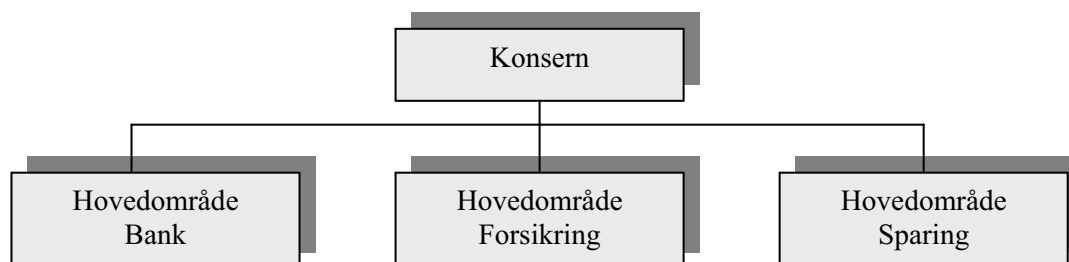 Konsern
Hovedområde
Bank
Hovedområde
Forsikring
Hovedområde
Sparing